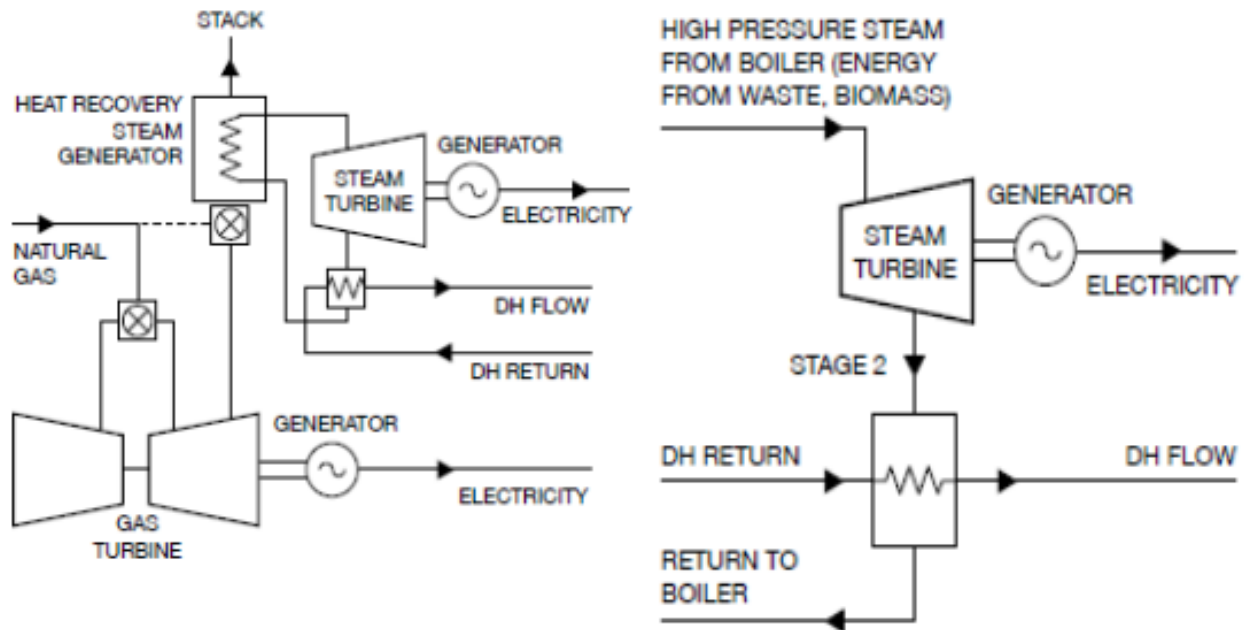 STACK
HEAT RECOVERY
STEAM
GENERATOR
GENERATOR
STEAM
TURBINE
ELECTRICITY
NATURAL
GAS
DH FLOW
DH RETURN
GENERATOR
ELECTRICITY
GAS
TURBINE
HIGH PRESSURE STEAM
FROM BOILER (ENERGY
FROM WASTE, BIOMASS)
GENERATOR
STEAM
TURBINE
ELECTRICITY
STAGE 2
DH RETURN
DH FLOW
RETURN TO
BOILER